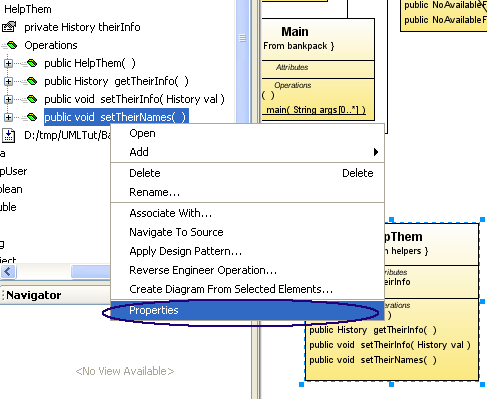 HelpThem
private History theirInfo
Operations
public HelpThem( )
public History getTheirInfo( )
public void setTheirInfo( History val )
public void setTheirNames( )
D:/tmp/UMLTut/Ba
a
pUser
olean
uble
g
ject
Navigator
<No View Available>
Open
Add
Delete Delete
Rename...
Associate With...
Navigate To Source
Apply Design Pattern...
Reverse Engineer Operation...
Create Diagram From Selected Elements...
Properties
Main
From bankpack }
Attributes
Operations
( )
main( String args[0..*] )
public NoAvailableF
public NoAvailable
pThem
n helpers }
ributes
eirInfo
rations
( )
public History getTheirInfo( )
public void setTheirInfo( History val )
public void setTheirNames( )